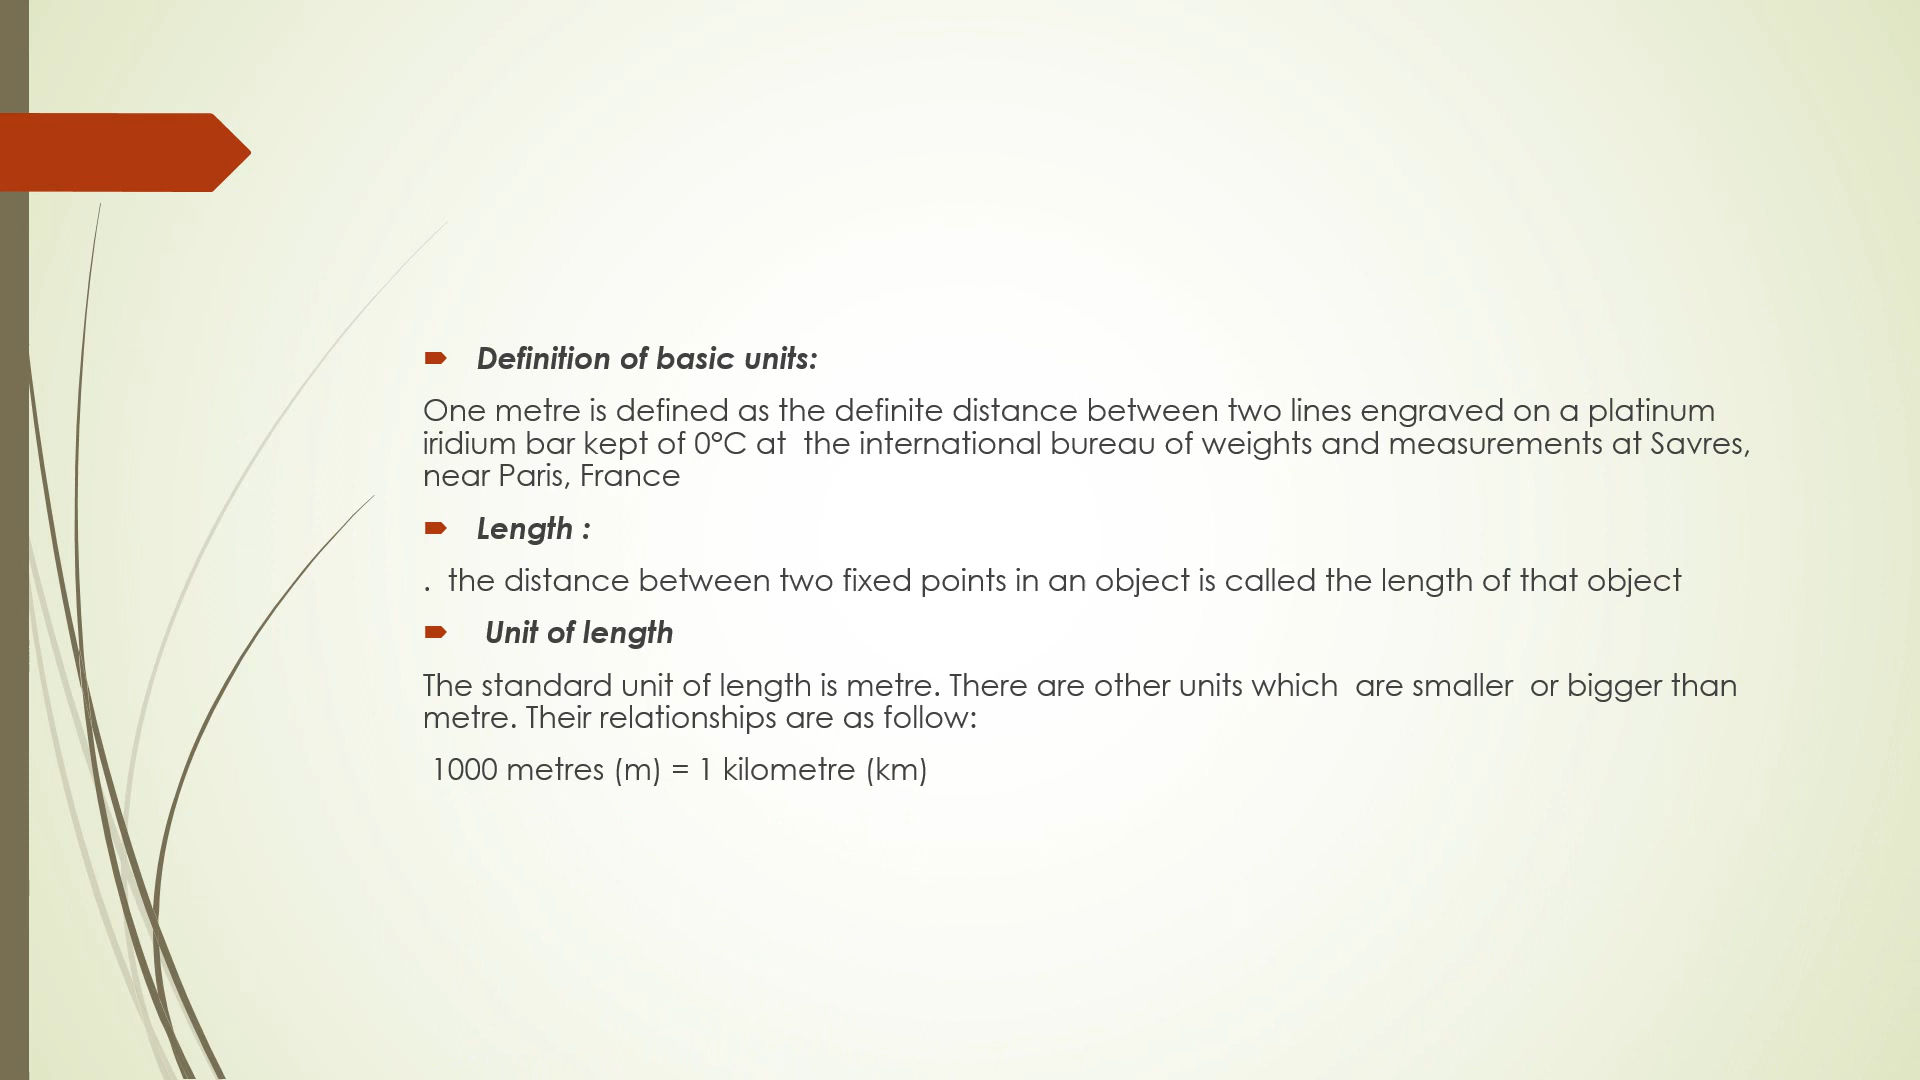 Definition of basic units:
One metre is defined as the definite distance between two lines engraved on a platinum
iridium bar kept of 0°C at  the international bureau of weights and measurements at Savres,
near Paris, France
Length :
.  the distance between two fixed points in an object is called the length of that object
Unit of length
The standard unit of length is metre. There are other units which  are smaller  or bigger than
metre. Their relationships are as follow:
1000 metres (m) = 1 kilometre (km)